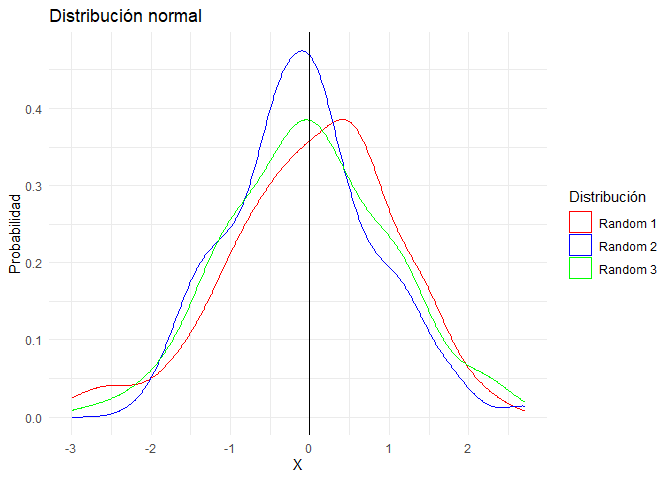 Distribución normal
Probabilidad
0.4
0.3
0.2
0.1
0.0
-3
-2
-1
0
1
2
X
Distribución
Random 1
Random 2
Random 3